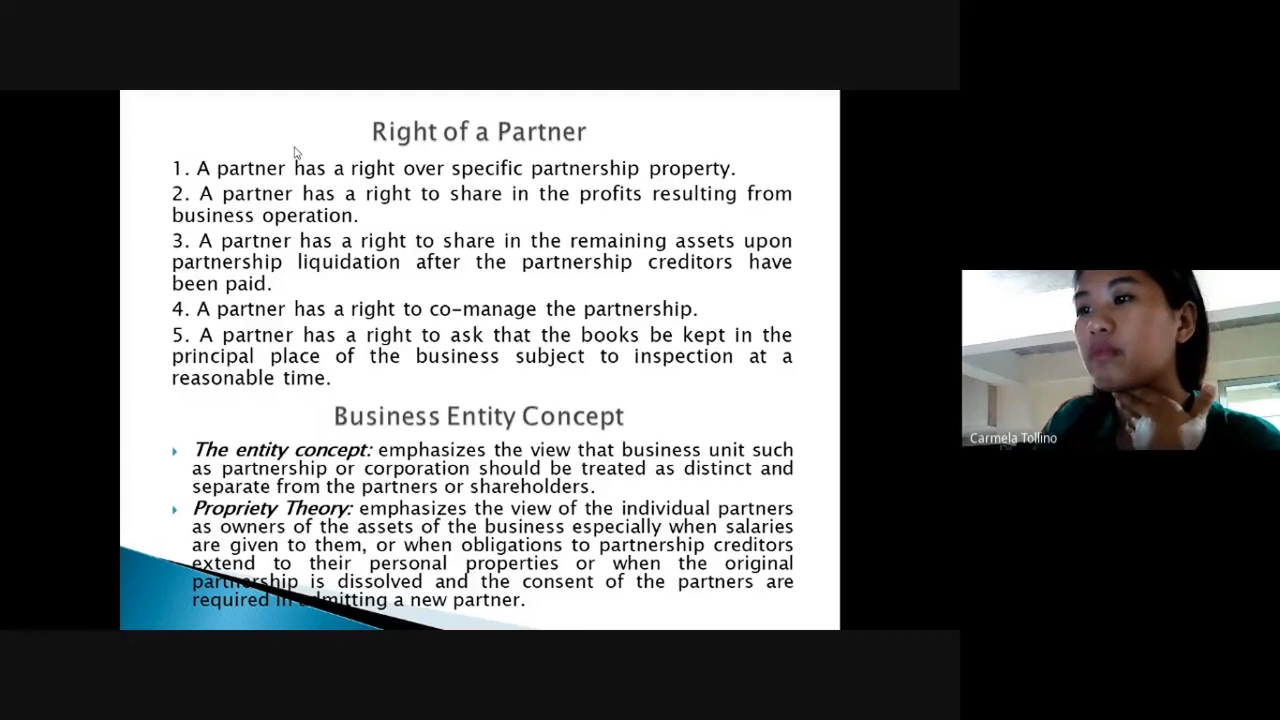 Right of a Partner
1. A partner has a right over specific partnership property.
2. A partner has a right to share in the profits resulting from
business operation.
3. A partner has a right to share in the remaining assets upon
partnership liquidation after the partnership creditors have
been paid.
4. A partner has a right to co-manage the partnership.
5. A partner has a right to ask that the books be kept in the
principal place of the business subject to inspection at a
reasonable time.
Business Entity Concept
The entity concept: emphasizes the view that business unit such
as partnership or corporation should be treated as distinct and
separate from the partners or shareholders.
Propriety Theory: emphasizes the view of the individual partners
as owners of the assets of the business especially when salaries
are given to them, or when obligations to partnership creditors
extend to their personal properties or when the original
partnership is dissolved and the consent of the partners are
required in admitting a new partner.
Carmela Tollino